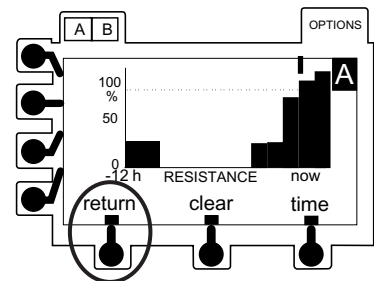 A B
OPTIONS
A
100
%
50
0
-12 h RESISTANCE now
return clear time